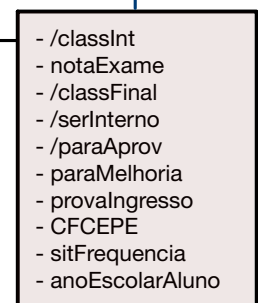 - /classInt
- notaExame
- /classFinal
- /serInterno
- /paraAprov
- paraMelhoria
- provaIngresso
- CFCEPE
- sitFrequencia
- anoEscolarAluno